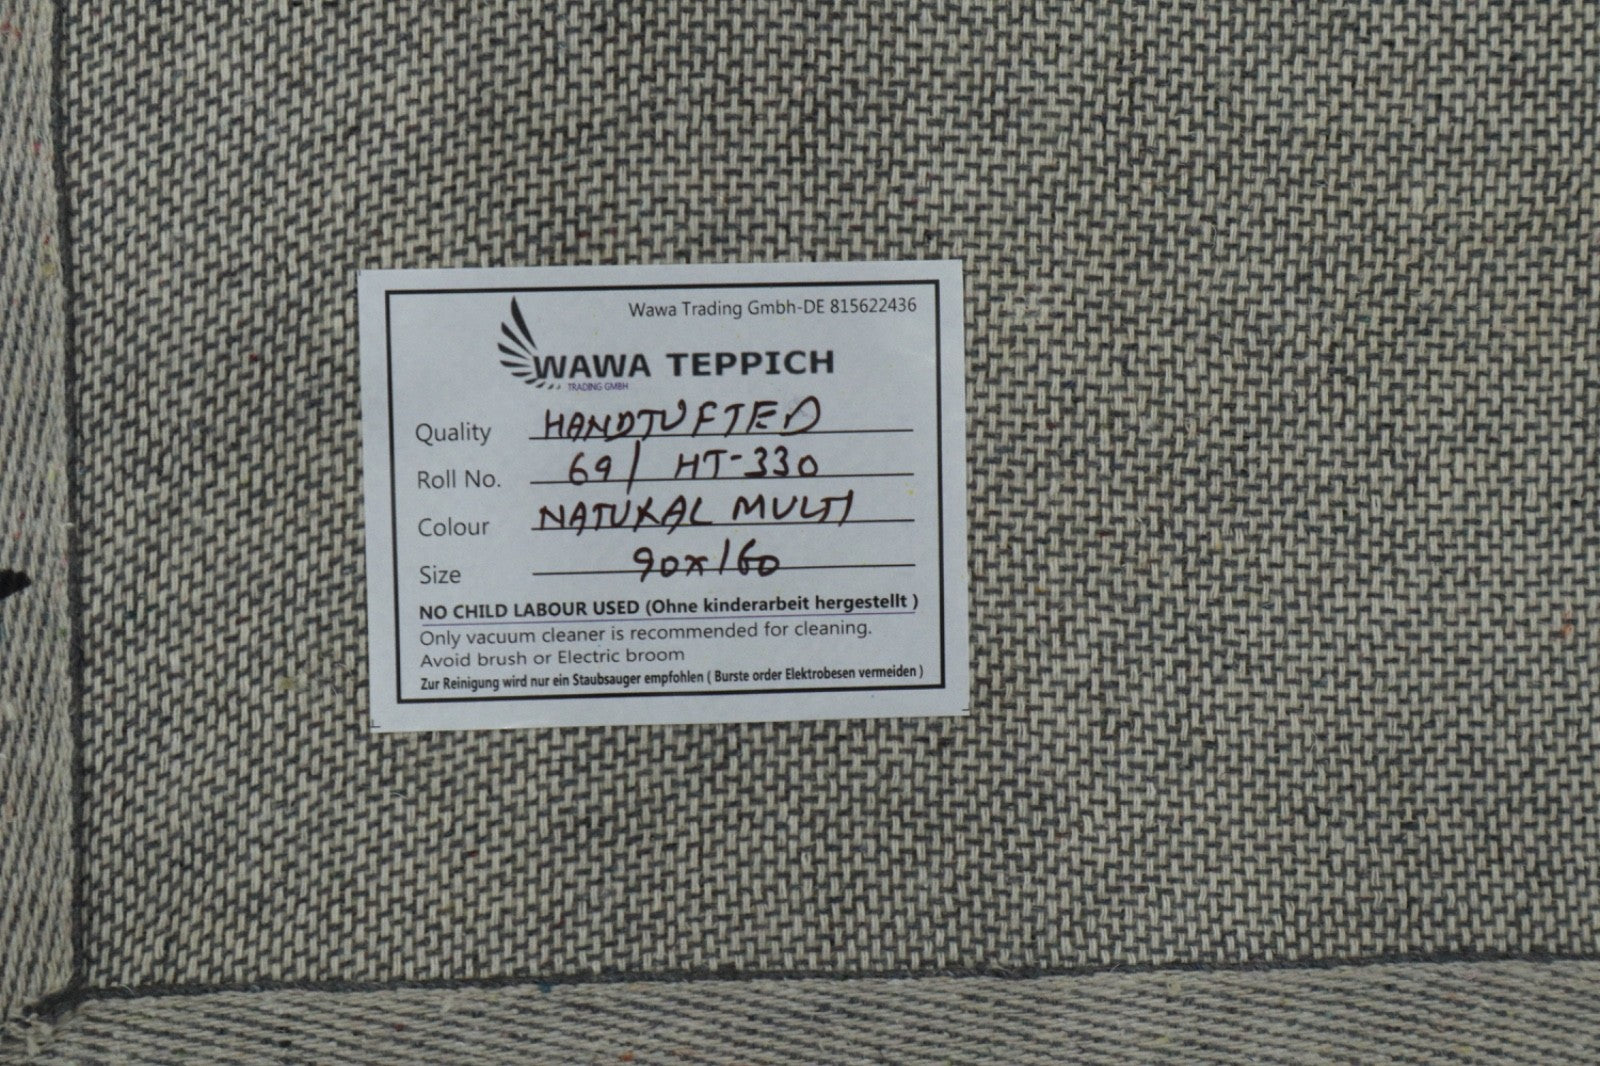 Wawa Trading Gmbh-DE 815622436
WAWA TEPPICH
TRADING GMBH
Quality HANDTUFTED
Roll No. 69/ HT-330
Colour NATURAL MULTI
Size 90x160
NO CHILD LABOUR USED (Ohne kinderarbeit hergestellt )
Only vacuum cleaner is recommended for cleaning.
Avoid brush or Electric broom
Zur Reinigung wird nur ein Staubsauger empfohlen ( Burste order Elektrobesen vermeiden )